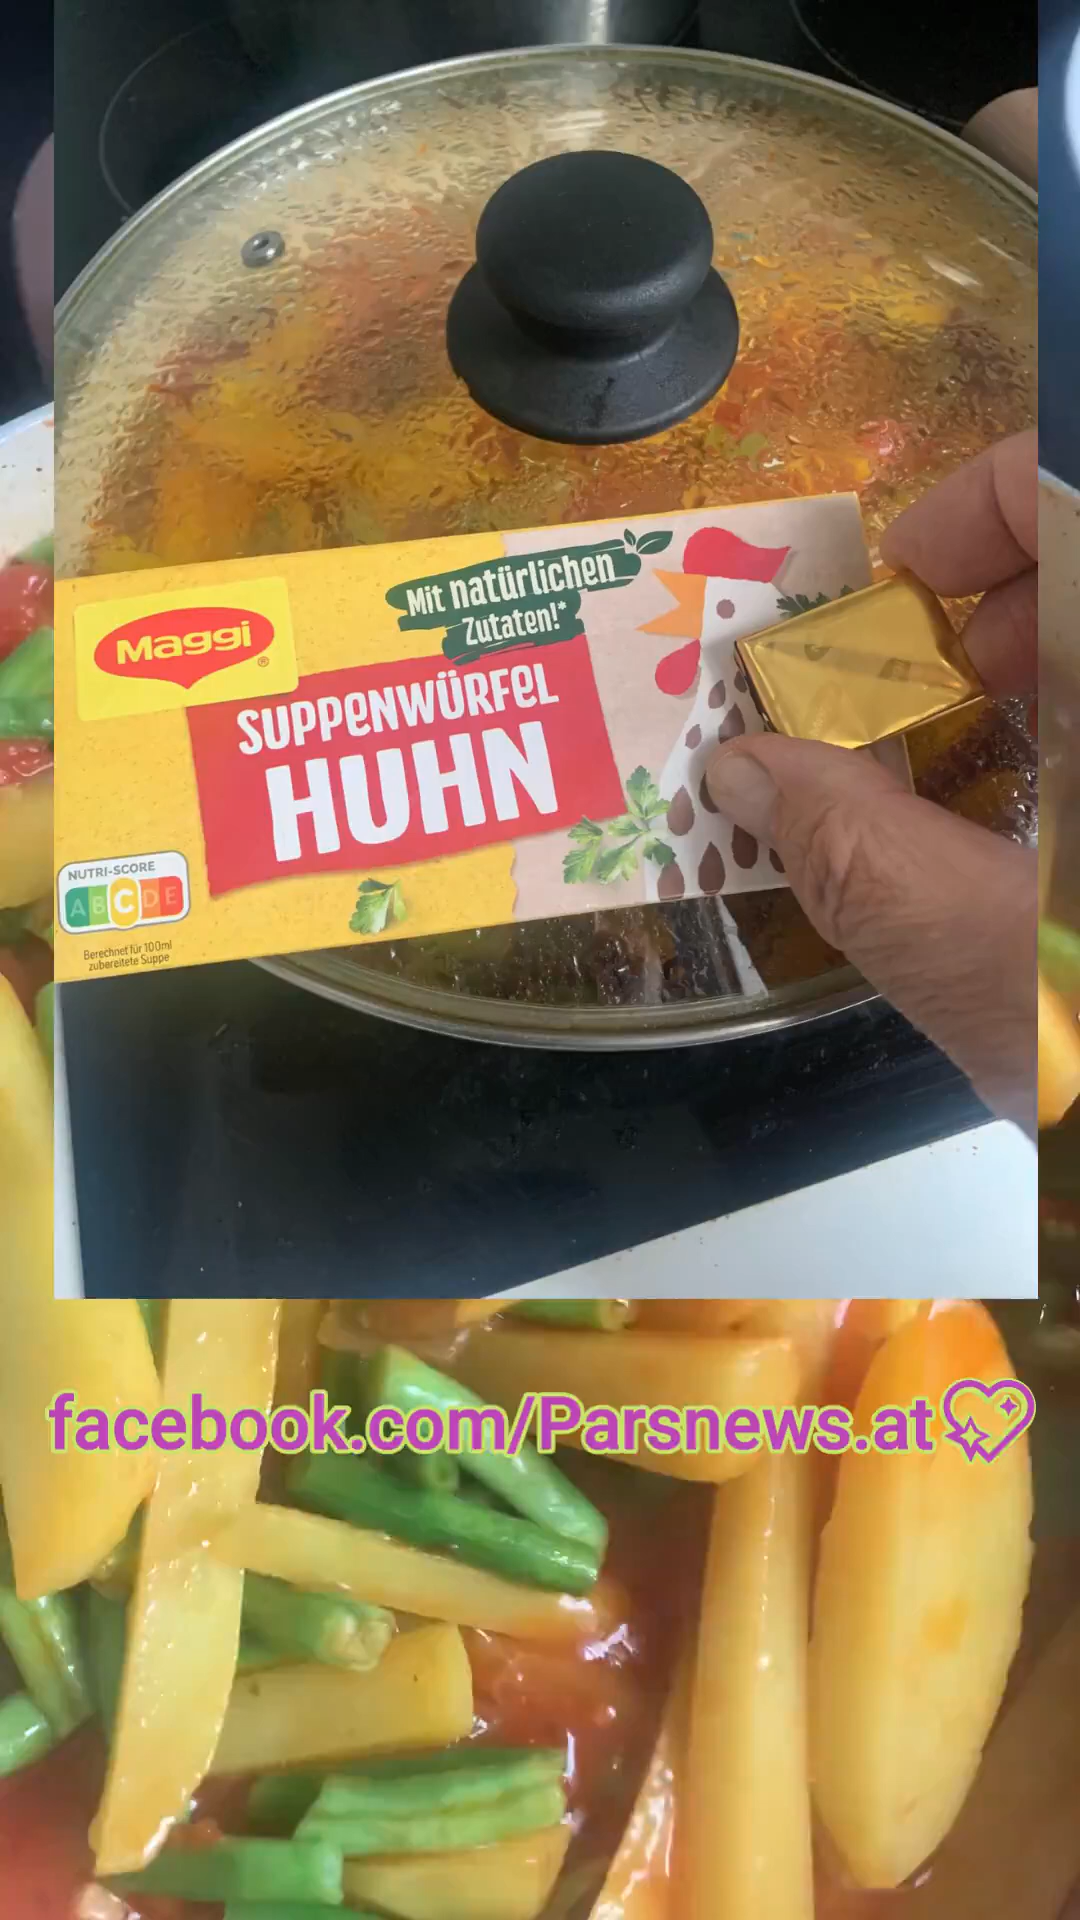 Mit natürlichen
Zutaten!*
Maggi®
SUPPENWÜRFEL
HUHN
NUTRI-SCORE
A B C D E
Berechnet für 100ml
zubereitete Suppe
facebook.com/Parsnews.at